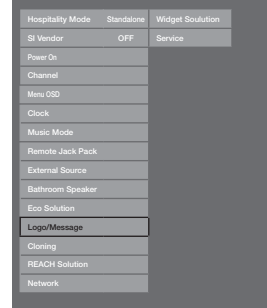 Hospitality Mode Standalone Widget Soulution
SI Vendor OFF Service
Power On
Channel
Menu OSD
Clock
Music Mode
Remote Jack Pack
External Source
Bathroom Speaker
Eco Solution
Logo/Message
Cloning
REACH Solution
Network